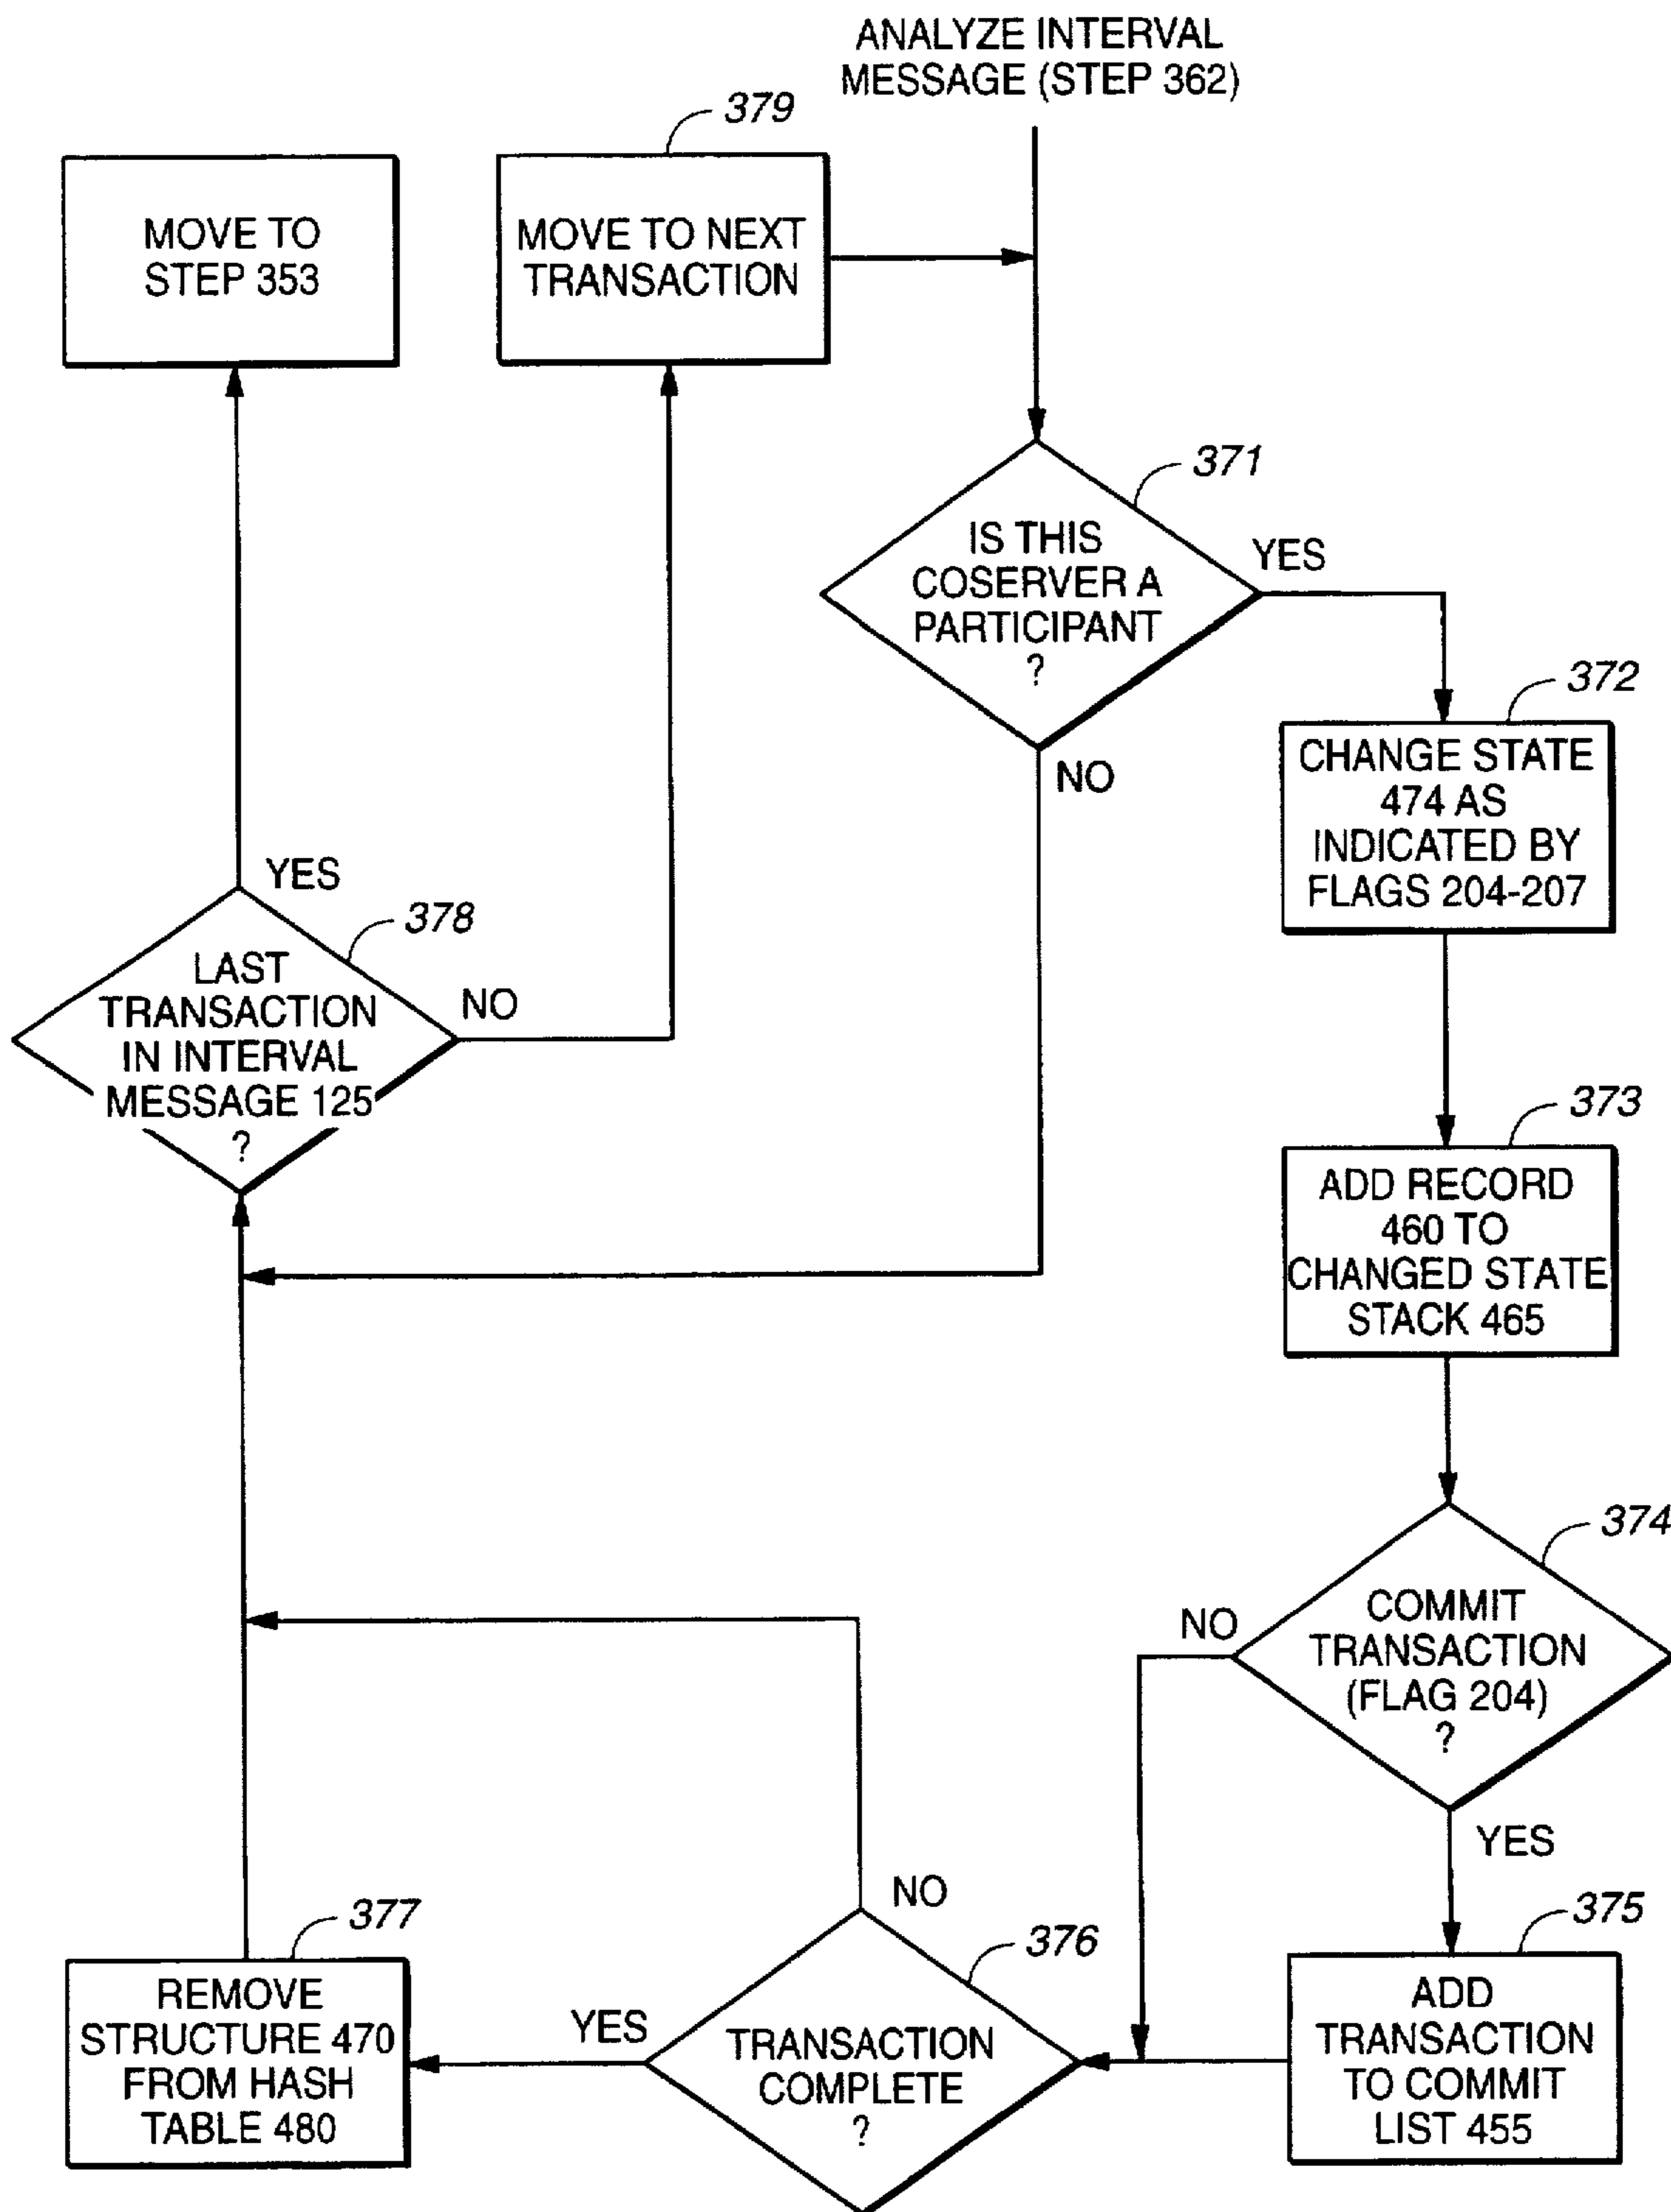 ANALYZE INTERVAL
MESSAGE (STEP 362)
379
MOVE TO
STEP 353
MOVE TO NEXT
TRANSACTION
371
IS THIS
COSERVER A
PARTICIPANT
?
YES
NO
372
CHANGE STATE
474 AS
INDICATED BY
FLAGS 204-207
YES
378
LAST
TRANSACTION
IN INTERVAL
MESSAGE 125
?
NO
373
ADD RECORD
460 TO
CHANGED STATE
STACK 465
374
COMMIT
TRANSACTION
(FLAG 204)
?
NO
YES
375
ADD
TRANSACTION
TO COMMIT
LIST 455
376
TRANSACTION
COMPLETE
?
NO
YES
377
REMOVE
STRUCTURE 470
FROM HASH
TABLE 480